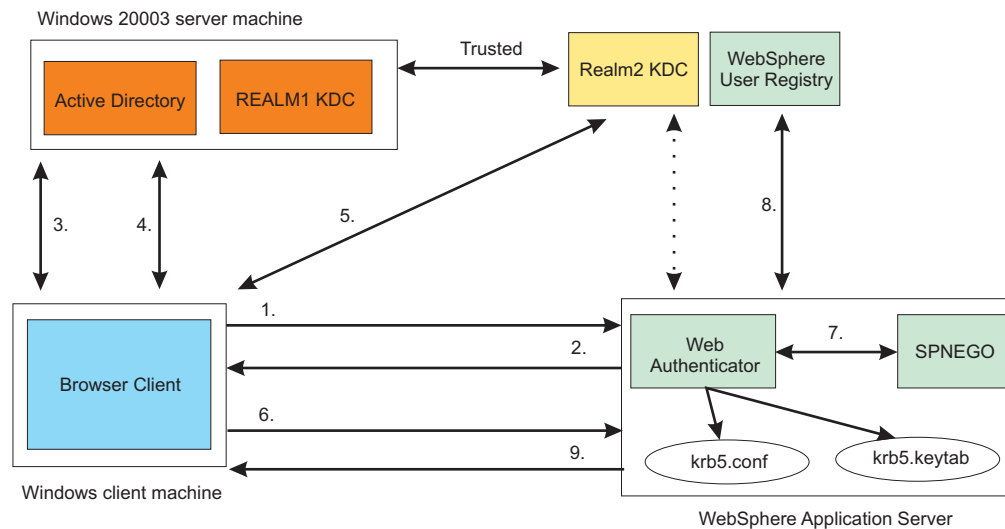 Windows 20003 server machine
Active Directory
REALM1 KDC
Trusted
Realm2 KDC
WebSphere
User Registry
3.
4.
5.
8.
1.
2.
6.
9.
Browser Client
Windows client machine
Web
Authenticator
7.
SPNEGO
krb5.conf
krb5.keytab
WebSphere Application Server